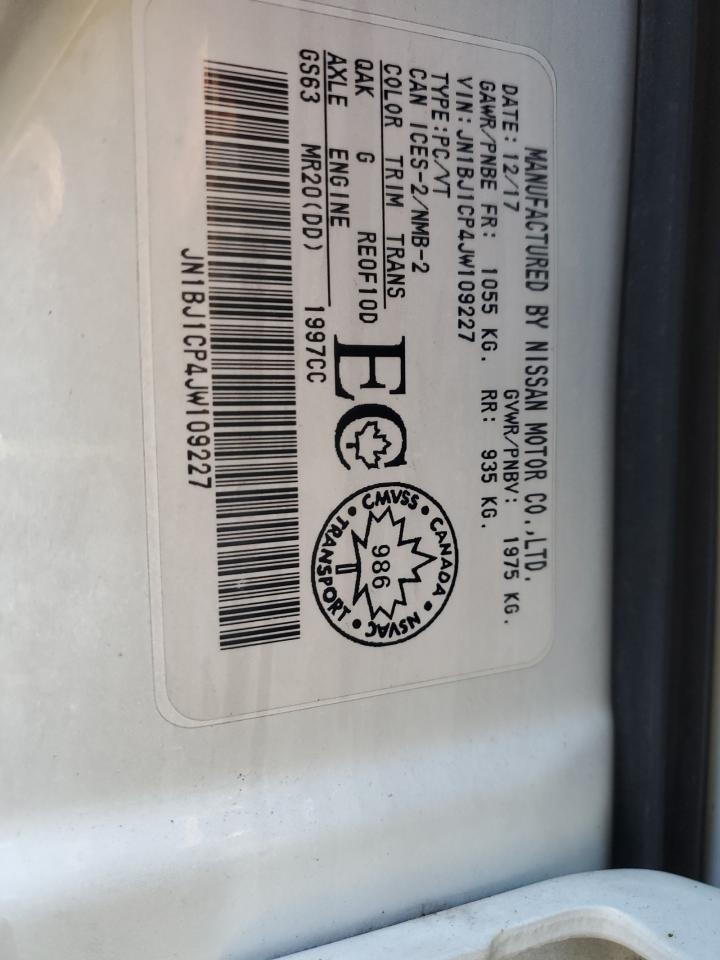 MANUFACTURED BY NISSAN MOTOR CO.,LTD.
DATE:12/17 GVWR/PNBV: 1975 KG.
GAWR/PNBE FR: 1055 KG. RR: 935 KG.
VIN:JN1BJ1CP4JW109227
TYPE:PC/VT
CAN ICES-2/NMB-2
COLOR TRIM TRANS
QAK G RE0F10D
AXLE ENGINE
GS63 MR20(DD) 1997CC
EC
CMVSS • CANADA • NSVAC • TRANSPORT •
986
JN1BJ1CP4JW109227